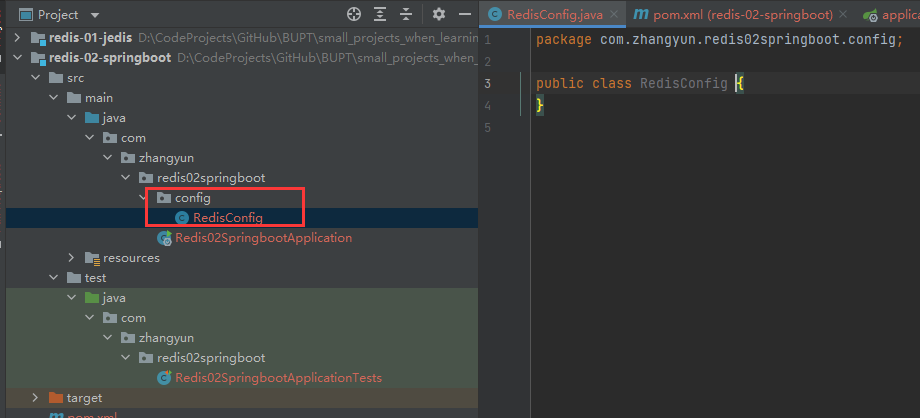 Project
redis-01-jedis D:\CodeProjects\GitHub\BUPT\small_projects_when_learnin
redis-02-springboot D:\CodeProjects\GitHub\BUPT\small_projects_when_
src
main
java
com
zhangyun
redis02springboot
config
RedisConfig
Redis02SpringbootApplication
resources
test
java
com
zhangyun
redis02springboot
Redis02SpringbootApplicationTests
target
pom.xml
RedisConfig.java pom.xml (redis-02-springboot) applica
1 package com.zhangyun.redis02springboot.config;
2
3 public class RedisConfig {
4 }
5